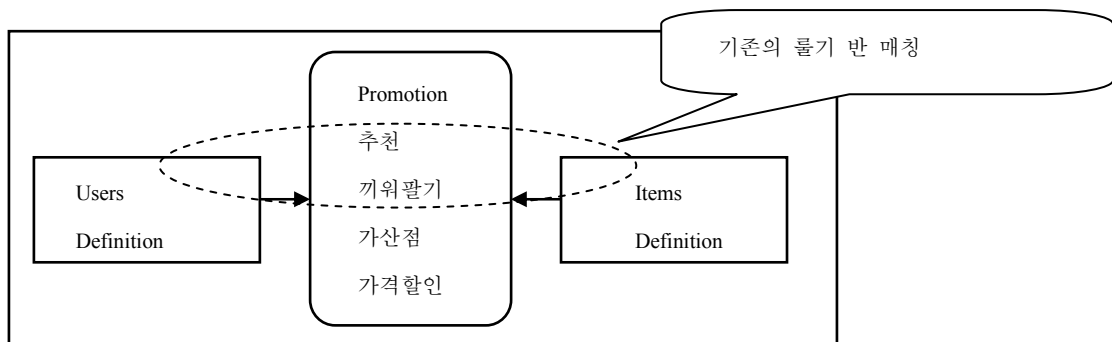 기존의 룰기 반 매칭
Promotion
추천
끼워팔기
가산점
가격할인
Users
Definition
Items
Definition